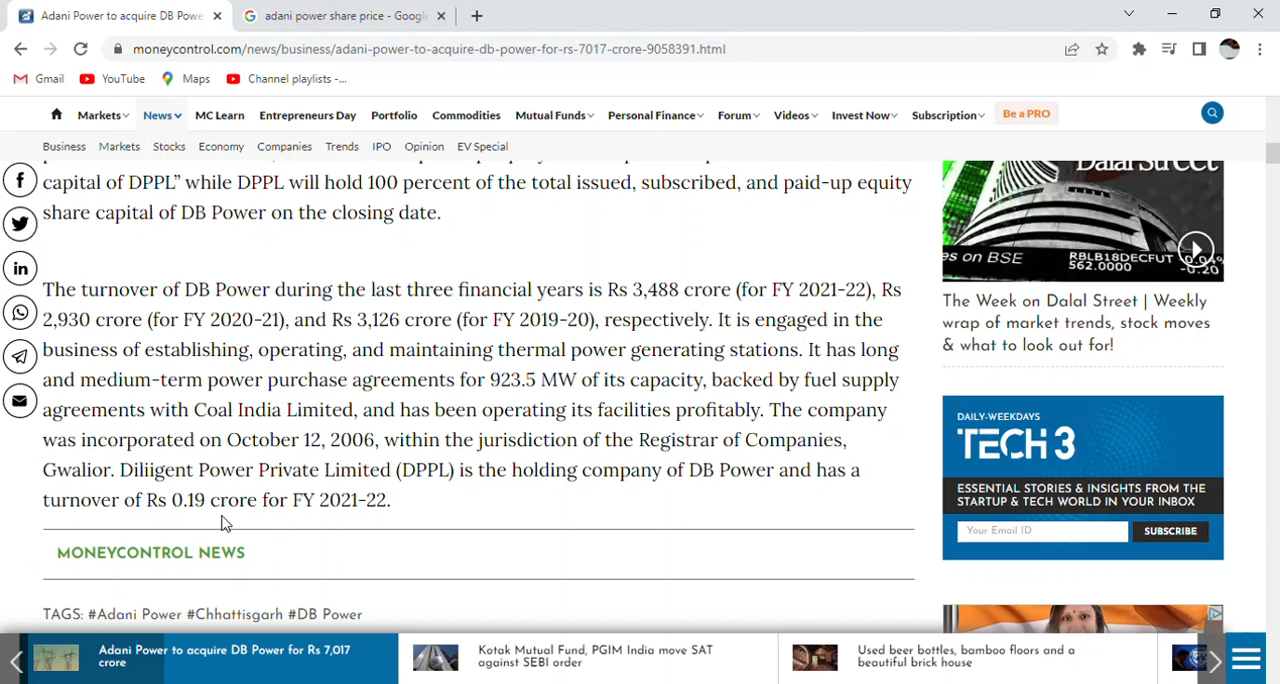 Adani Power to acquire DB Powe
adani power share price - Google
moneycontrol.com/news/business/adani-power-to-acquire-db-power-for-rs-7017-crore-9058391.html
Gmail YouTube Maps Channel playlists -...
Markets News MC Learn Entrepreneurs Day Portfolio Commodities Mutual Funds Personal Finance Forum Videos Invest Now Subscription Be a PRO
Business Markets Stocks Economy Companies Trends IPO Opinion EV Special
capital of DPPL” while DPPL will hold 100 percent of the total issued, subscribed, and paid-up equity
share capital of DB Power on the closing date.
The turnover of DB Power during the last three financial years is Rs 3,488 crore (for FY 2021-22), Rs
2,930 crore (for FY 2020-21), and Rs 3,126 crore (for FY 2019-20), respectively. It is engaged in the
business of establishing, operating, and maintaining thermal power generating stations. It has long
and medium-term power purchase agreements for 923.5 MW of its capacity, backed by fuel supply
agreements with Coal India Limited, and has been operating its facilities profitably. The company
was incorporated on October 12, 2006, within the jurisdiction of the Registrar of Companies,
Gwalior. Diliigent Power Private Limited (DPPL) is the holding company of DB Power and has a
turnover of Rs 0.19 crore for FY 2021-22.
MONEYCONTROL NEWS
TAGS: #Adani Power #Chhattisgarh #DB Power
Dalal Street
es on BSE
RBLB18DECFUT -0.04%
562.0000 -0.20
The Week on Dalal Street | Weekly
wrap of market trends, stock moves
& what to look out for!
DAILY-WEEKDAYS
TECH 3
ESSENTIAL STORIES & INSIGHTS FROM THE
STARTUP & TECH WORLD IN YOUR INBOX
Your Email ID SUBSCRIBE
Adani Power to acquire DB Power for Rs 7,017
crore
Kotak Mutual Fund, PGIM India move SAT
against SEBI order
Used beer bottles, bamboo floors and a
beautiful brick house